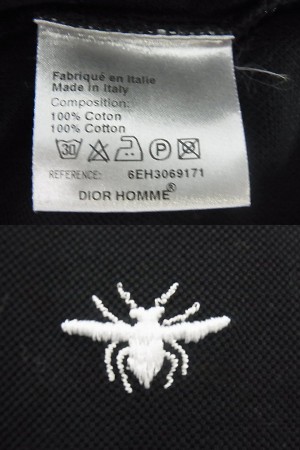 Fabriqué en Italie
Made in Italy
Composition:
100% Coton
100% Cotton
30 P
REFERENCE: 6EH3069171
DIOR HOMME®